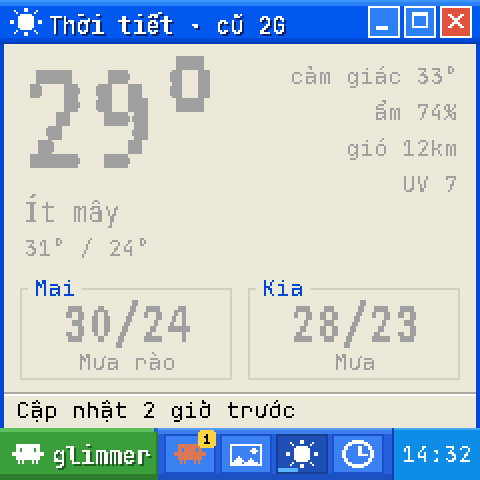 Thời tiết · cũ 2G
29°
cảm giác 33°
ẩm 74%
gió 12km
UV 7
Ít mây
31° / 24°
Mai
30/24
Mưa rào
Kia
28/23
Mưa
Cập nhật 2 giờ trước
glimmer
1
14:32